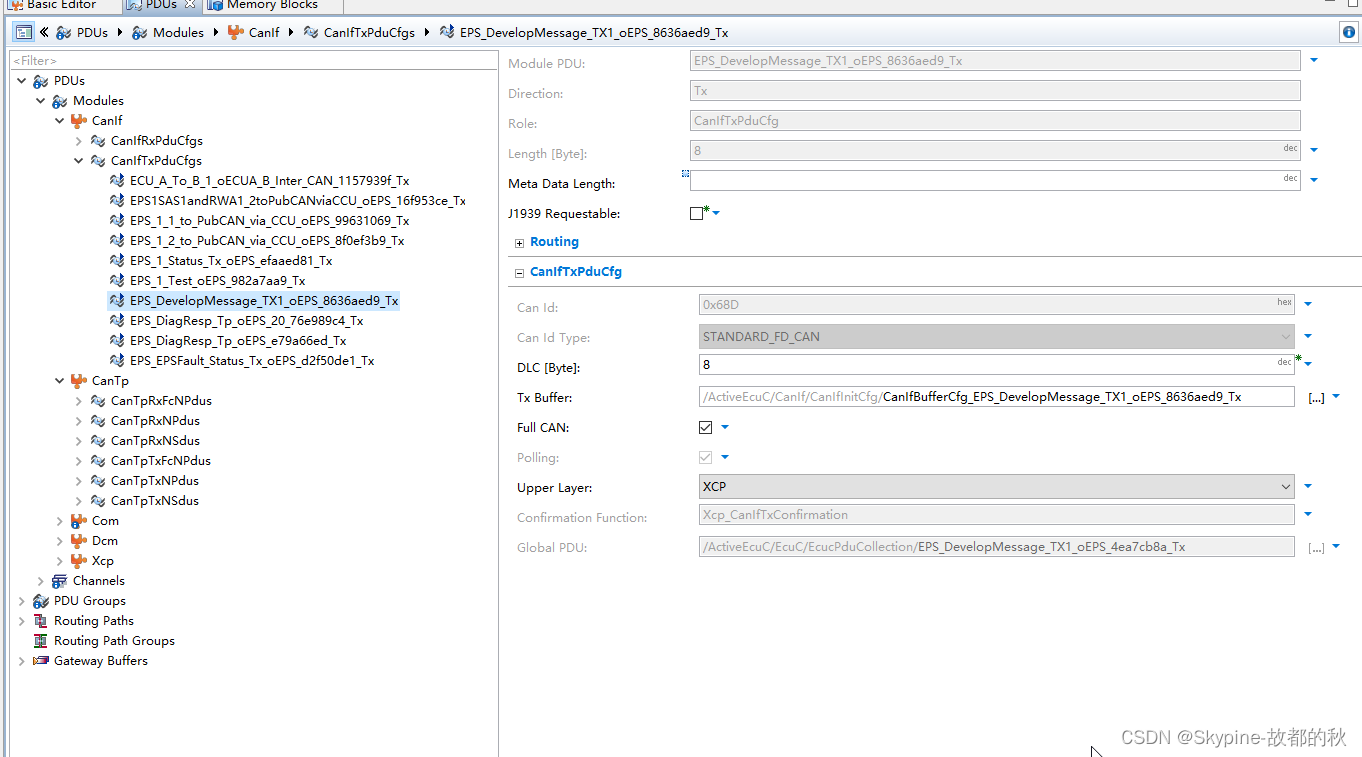 Basic Editor PDUs Memory Blocks
PDUs Modules CanIf CanIfTxPduCfgs EPS_DevelopMessage_TX1_oEPS_8636aed9_Tx
<Filter>
PDUs
Modules
CanIf
CanIfRxPduCfgs
CanIfTxPduCfgs
ECU_A_To_B_1_oECUA_B_Inter_CAN_1157939f_Tx
EPS1SAS1andRWA1_2toPubCANviaCCU_oEPS_16f953ce_Tx
EPS_1_1_to_PubCAN_via_CCU_oEPS_99631069_Tx
EPS_1_2_to_PubCAN_via_CCU_oEPS_8f0ef3b9_Tx
EPS_1_Status_Tx_oEPS_efaaed81_Tx
EPS_1_Test_oEPS_982a7aa9_Tx
EPS_DevelopMessage_TX1_oEPS_8636aed9_Tx
EPS_DiagResp_Tp_oEPS_20_76e989c4_Tx
EPS_DiagResp_Tp_oEPS_e79a66ed_Tx
EPS_EPSFault_Status_Tx_oEPS_d2f50de1_Tx
CanTp
CanTpRxFcNPdus
CanTpRxNPdus
CanTpRxNSdus
CanTpTxFcNPdus
CanTpTxNPdus
CanTpTxNSdus
Com
Dcm
Xcp
Channels
PDU Groups
Routing Paths
Routing Path Groups
Gateway Buffers
Module PDU: EPS_DevelopMessage_TX1_oEPS_8636aed9_Tx
Direction: Tx
Role: CanIfTxPduCfg
Length [Byte]: 8 dec
Meta Data Length: dec
J1939 Requestable:
Routing
CanIfTxPduCfg
Can Id: 0x68D hex
Can Id Type: STANDARD_FD_CAN
DLC [Byte]: 8 dec
Tx Buffer: /ActiveEcuC/CanIf/CanIfInitCfg/CanIfBufferCfg_EPS_DevelopMessage_TX1_oEPS_8636aed9_Tx [...]
Full CAN:
Polling:
Upper Layer: XCP
Confirmation Function: Xcp_CanIfTxConfirmation
Global PDU: /ActiveEcuC/EcuC/EcucPduCollection/EPS_DevelopMessage_TX1_oEPS_4ea7cb8a_Tx [...]
CSDN @Skypine-故都的秋